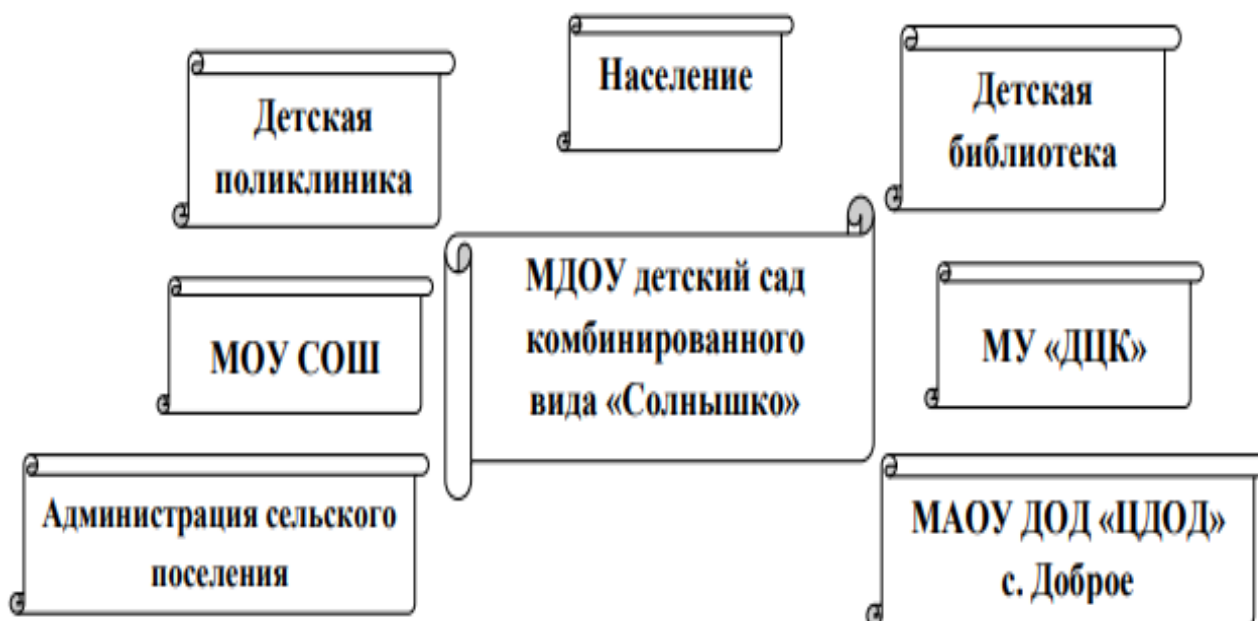 Население
Детская
поликлиника
Детская
библиотека
МДОУ детский сад
комбинированного
вида «Солнышко»
МОУ СОШ
МУ «ДЦК»
Администрация сельского
поселения
МАОУ ДОД «ЦДОД»
с. Доброе